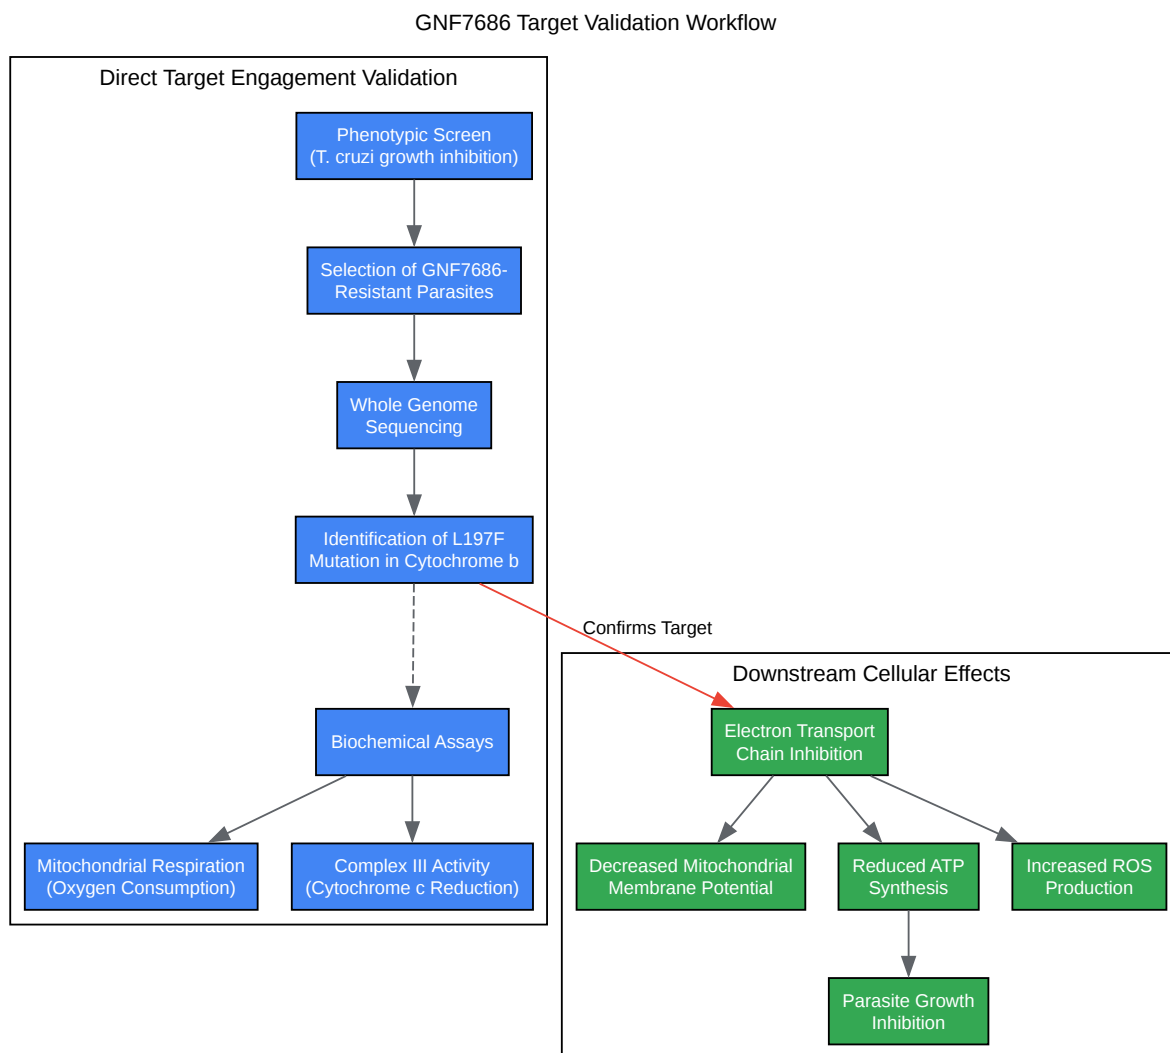 GNF7686 Target Validation Workflow
Direct Target Engagement Validation
Phenotypic Screen
(T. cruzi growth inhibition)
Selection of GNF7686-
Resistant Parasites
Whole Genome
Sequencing
Identification of L197F
Mutation in Cytochrome b
Confirms Target
Biochemical Assays
Mitochondrial Respiration
(Oxygen Consumption)
Complex III Activity
(Cytochrome c Reduction)
Downstream Cellular Effects
Electron Transport
Chain Inhibition
Decreased Mitochondrial
Membrane Potential
Reduced ATP
Synthesis
Increased ROS
Production
Parasite Growth
Inhibition